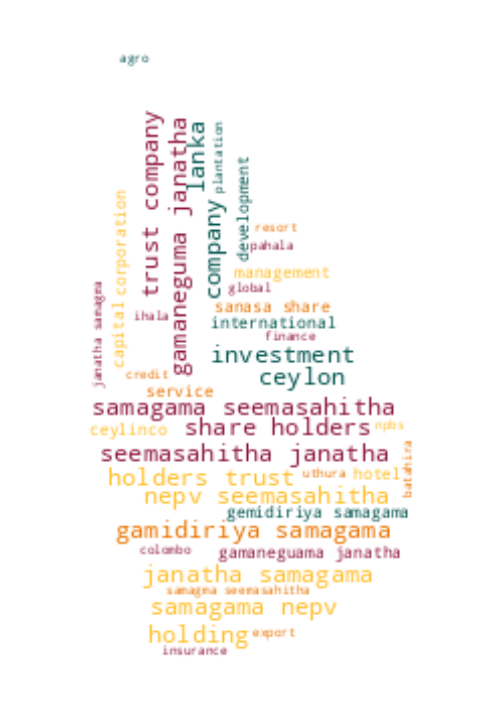 agro
trust company
gamaneguma janatha
lanka
plantation
company
development
capital corporation
janatha samagma
resort
pahala
management
global
sanasa share
ihala
international
finance
investment
credit
ceylon
service
samagama seemasahitha
ceylinco
share holders
npbs
seemasahitha janatha
holders trust
uthura
hotel
batahira
nepv seemasahitha
gemidiriya samagama
gamidiriya samagama
colombo
gamaneguama janatha
janatha samagama
samagma seemasahitha
samagama nepv
holding
export
insurance